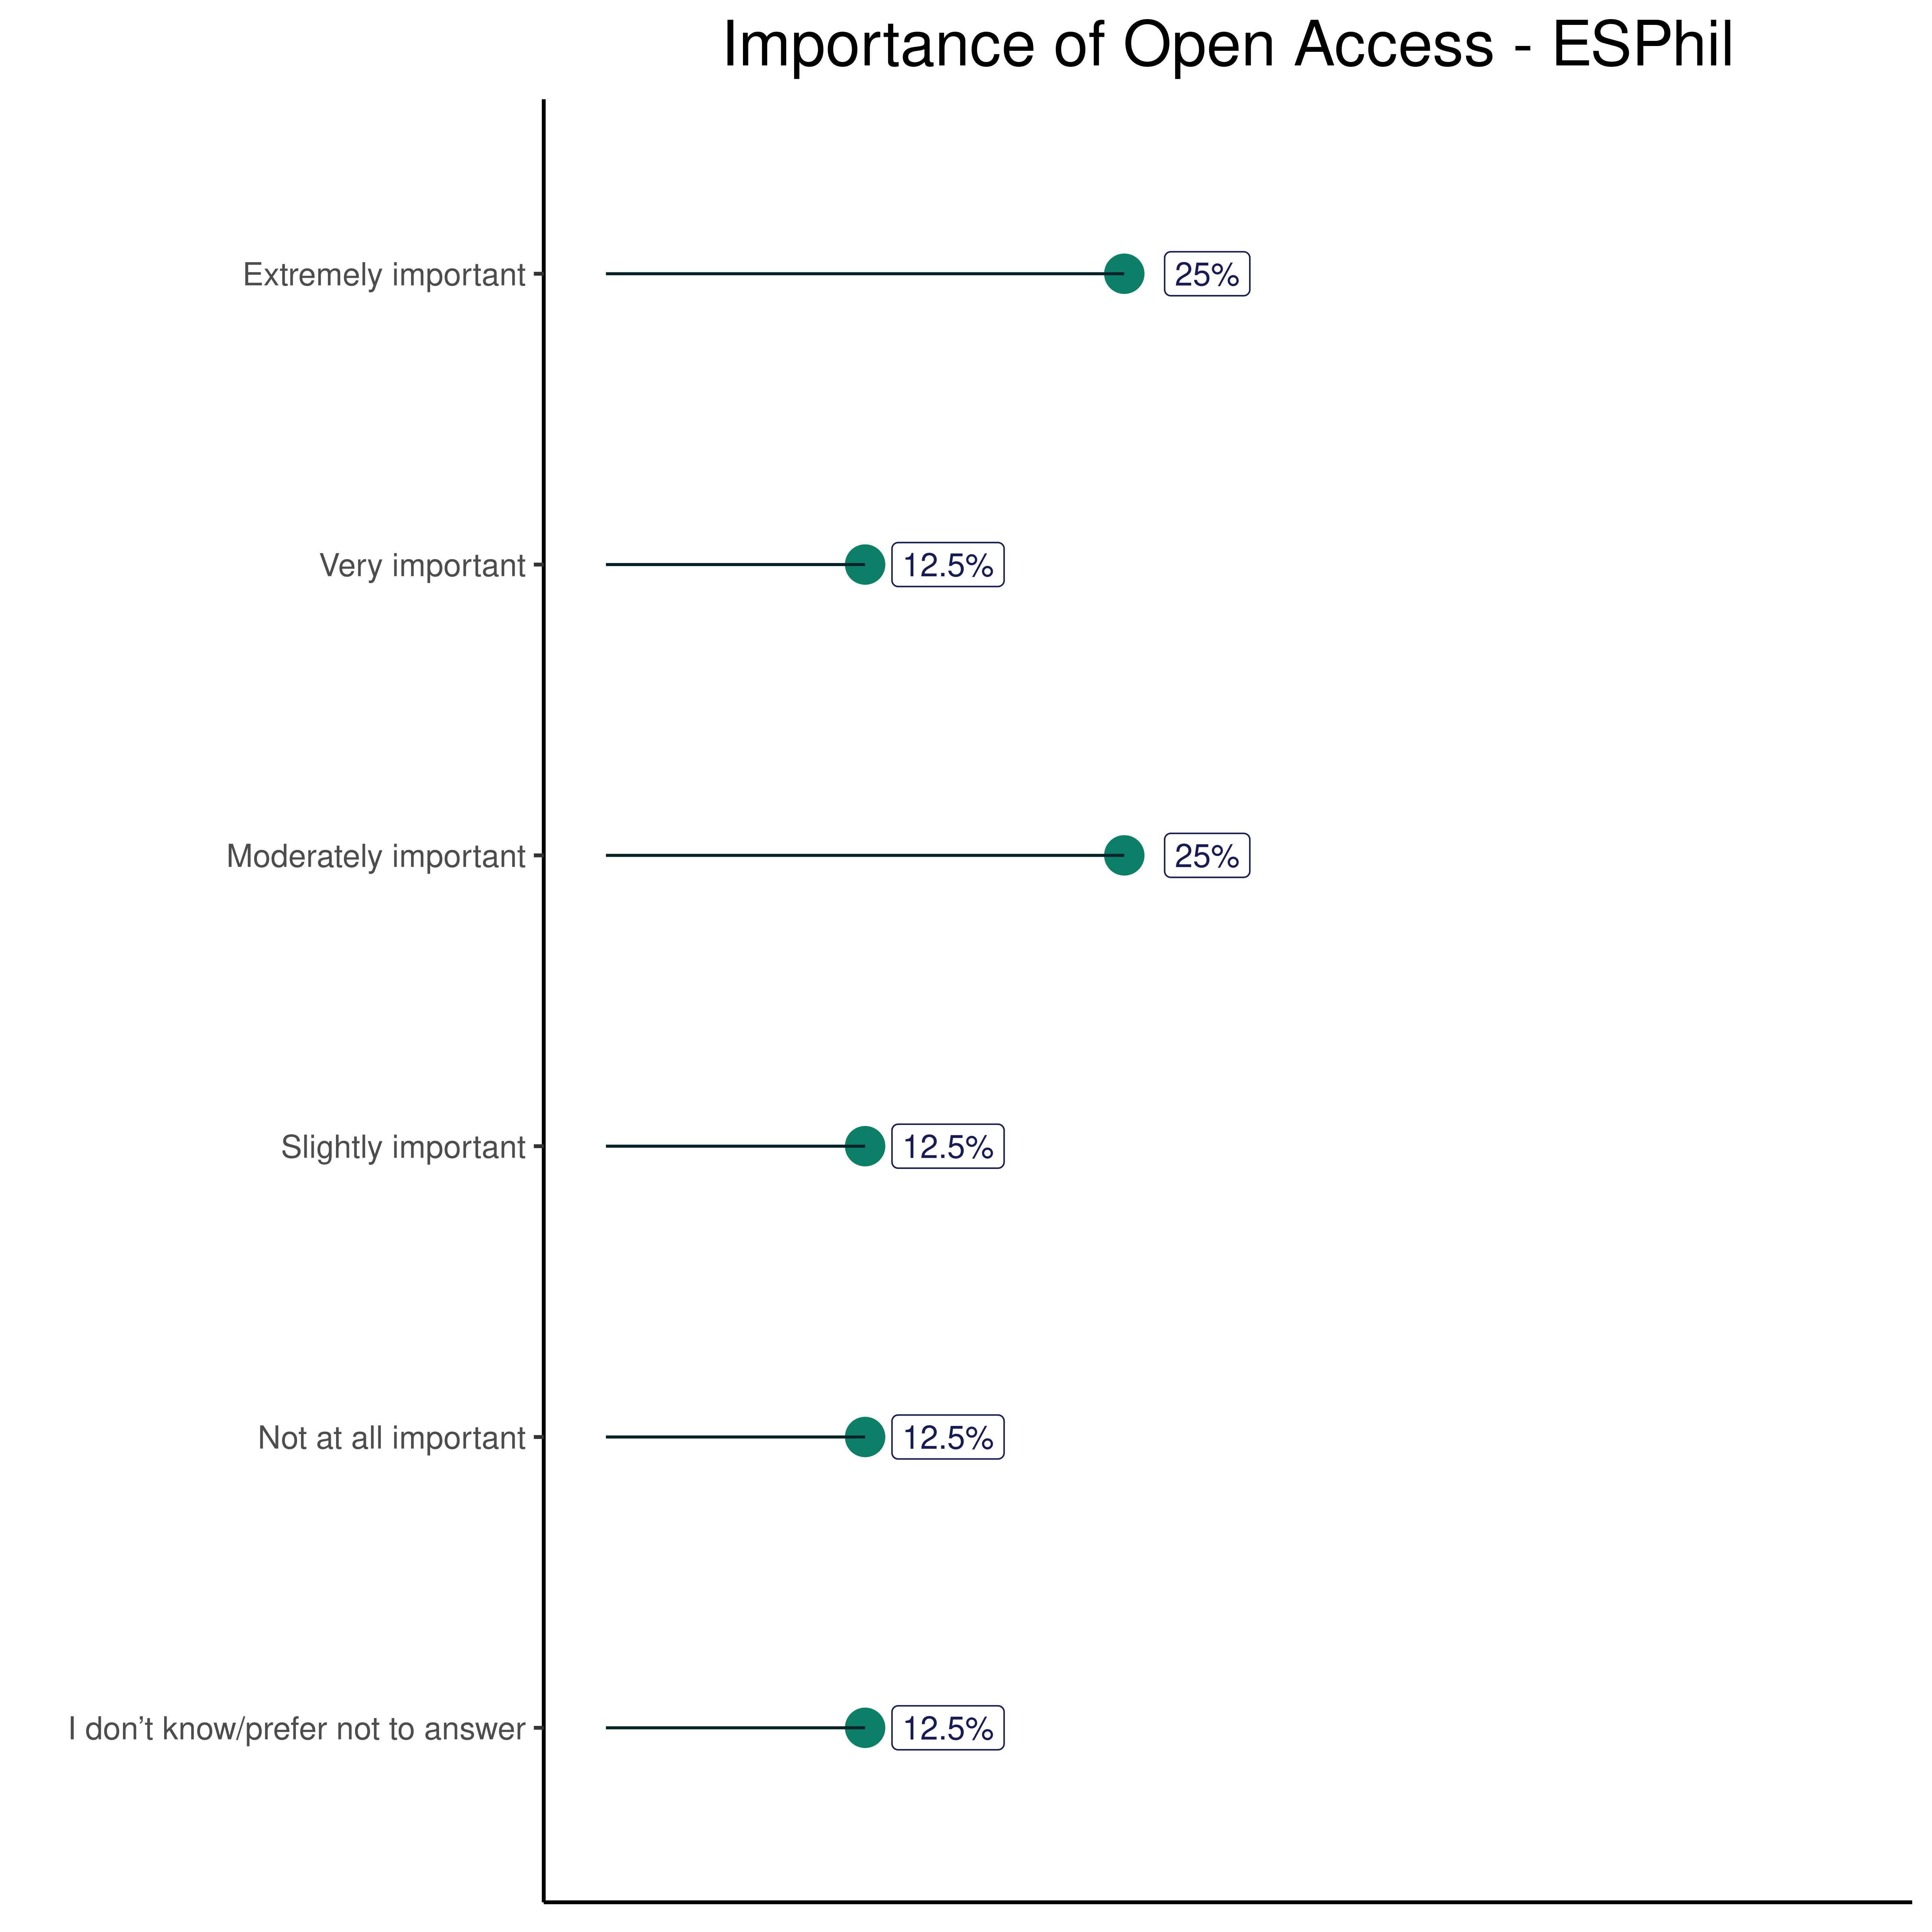 Importance of Open Access - ESPhil
Extremely important
25%
Very important
12.5%
Moderately important
25%
Slightly important
12.5%
Not at all important
12.5%
I don’t know/prefer not to answer
12.5%